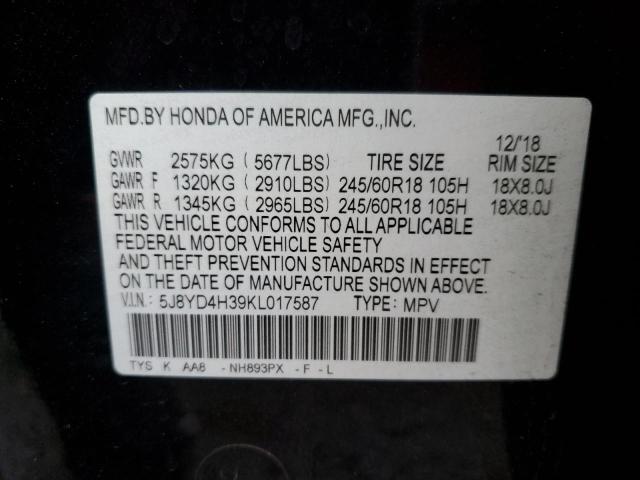 MFD.BY HONDA OF AMERICA MFG.,INC.
12/'18
GVWR 2575KG ( 5677LBS) TIRE SIZE RIM SIZE
GAWR F 1320KG ( 2910LBS) 245/60R18 105H 18X8.0J
GAWR R 1345KG ( 2965LBS) 245/60R18 105H 18X8.0J
THIS VEHICLE CONFORMS TO ALL APPLICABLE
FEDERAL MOTOR VEHICLE SAFETY
AND THEFT PREVENTION STANDARDS IN EFFECT
ON THE DATE OF MANUFACTURE SHOWN ABOVE.
V.I.N.: 5J8YD4H39KL017587 TYPE: MPV
TYS K AA8 - NH893PX - F - L